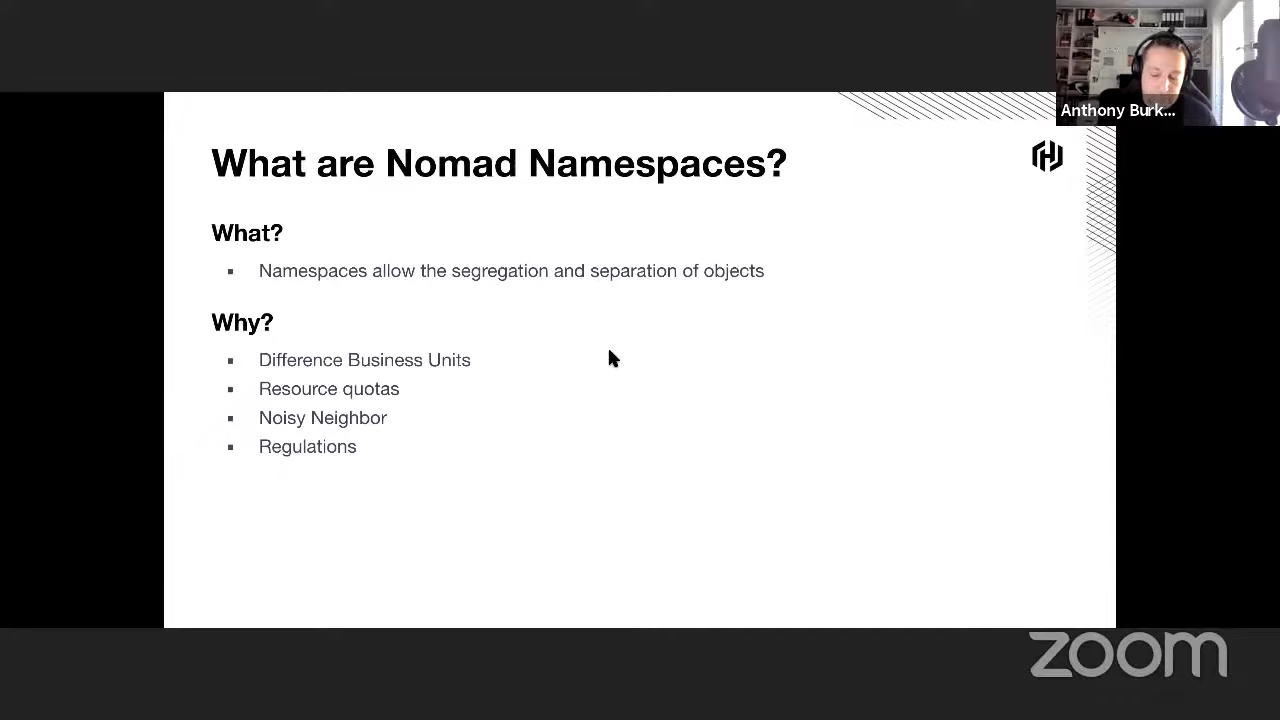 Anthony Burk...
What are Nomad Namespaces?
What?
▪ Namespaces allow the segregation and separation of objects
Why?
▪ Difference Business Units
▪ Resource quotas
▪ Noisy Neighbor
▪ Regulations
zoom